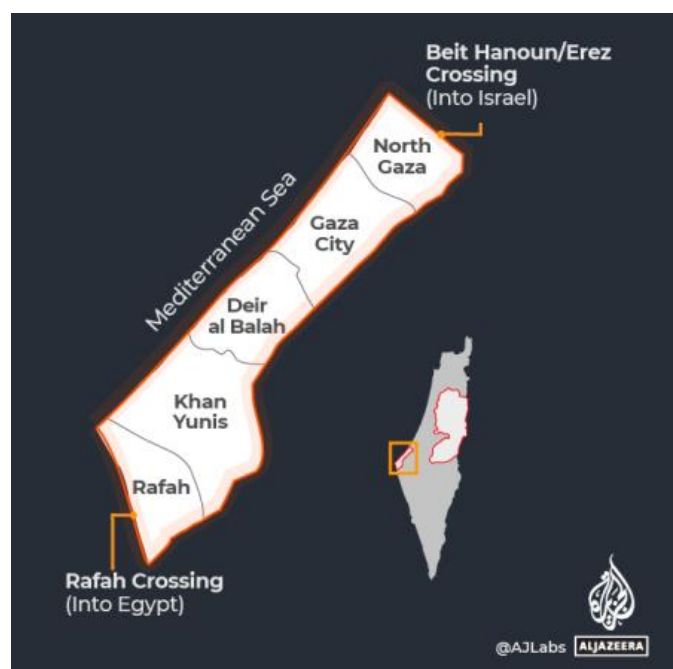 Beit Hanoun/Erez
Crossing
(Into Israel)
North
Gaza
Mediterranean Sea
Gaza
City
Deir
al Balah
Khan
Yunis
Rafah
Rafah Crossing
(Into Egypt)
@AJLabs
ALJAZEERA